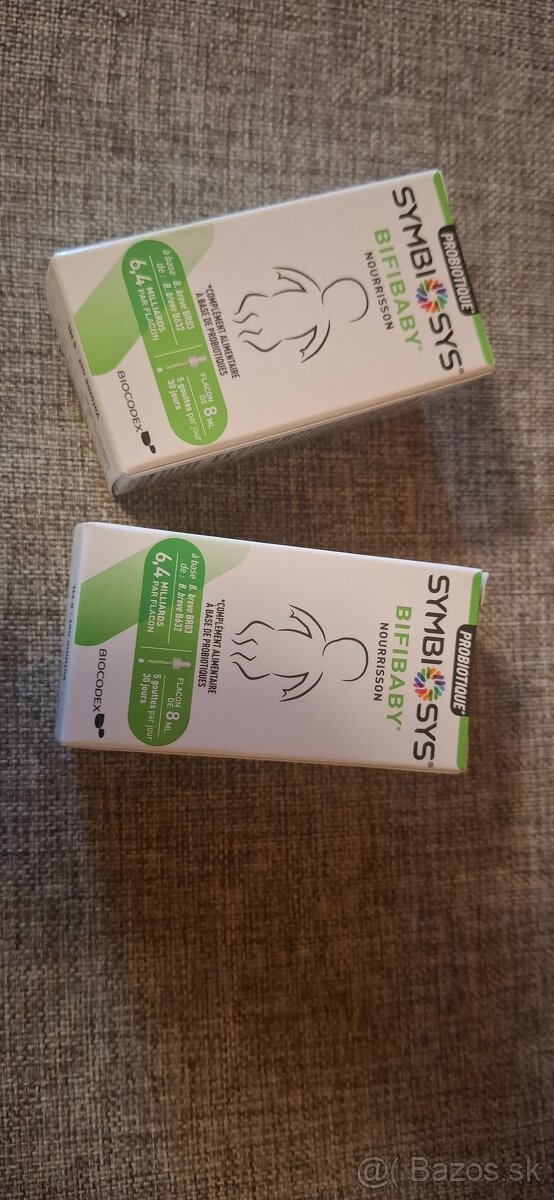 PROBIOTIQUE*
SYMBIOSYS®
BIFIBABY®
NOURRISSON
*COMPLÉMENT ALIMENTAIRE
À BASE DE PROBIOTIQUES
à base de : B. breve BR03
B. breve B632
6,4 MILLIARDS
PAR FLACON
FLACON
DE 8 ML
5 gouttes par jour
30 jours
BIOCODEX
PROBIOTIQUE*
SYMBIOSYS®
BIFIBABY®
NOURRISSON
*COMPLÉMENT ALIMENTAIRE
À BASE DE PROBIOTIQUES
à base de : B. breve BR03
B. breve B632
6,4 MILLIARDS
PAR FLACON
FLACON
DE 8 ML
5 gouttes par jour
30 jours
BIOCODEX
@( Bazos.sk